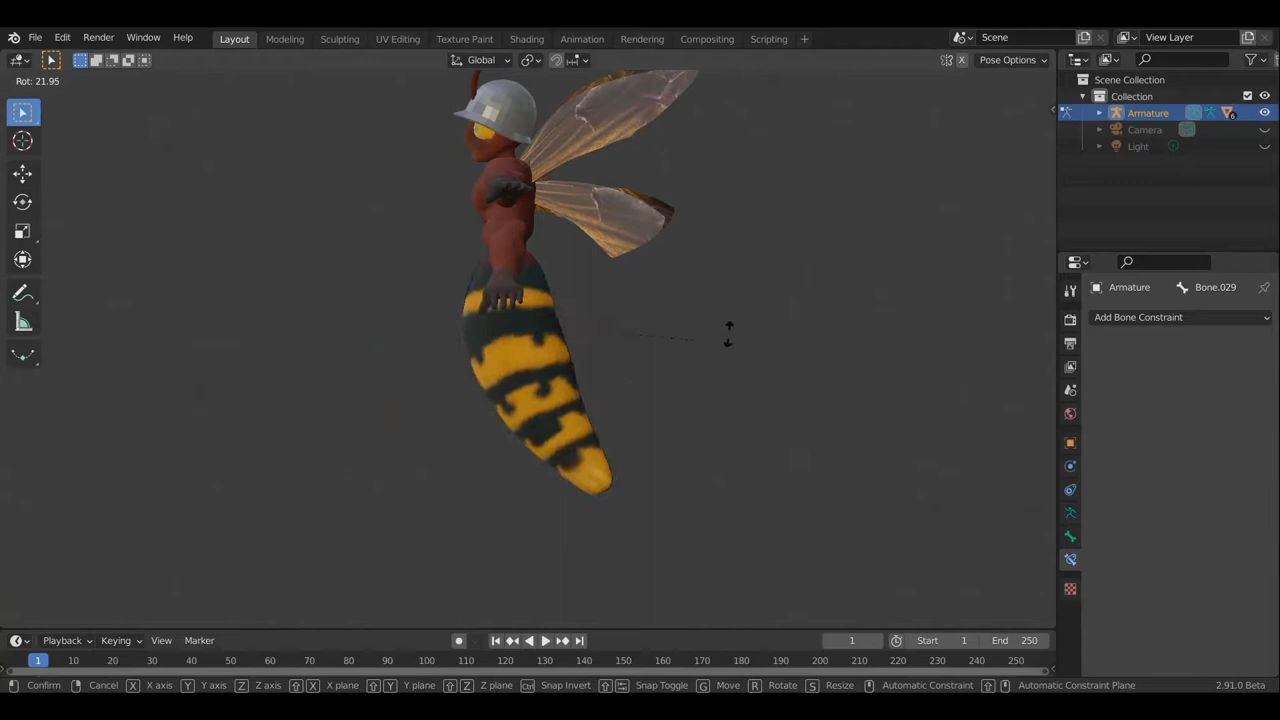 File Edit Render Window Help Layout Modeling Sculpting UV Editing Texture Paint Shading Animation Rendering Compositing Scripting + Scene View Layer
Global Pose Options
Rot: 21.95
Scene Collection
Collection
Armature
Camera
Light
Armature Bone.029
Add Bone Constraint
Playback Keying View Marker 1 Start 1 End 250
1 10 20 30 40 50 60 70 80 90 100 110 120 130 140 150 160 170 180 190 200 210 220 230 240 250
Confirm Cancel X X axis Y Y axis Z Z axis X X plane Y Y plane Z Z plane Ctrl Snap Invert Snap Toggle G Move R Rotate S Resize Automatic Constraint Automatic Constraint Plane 2.91.0 Beta